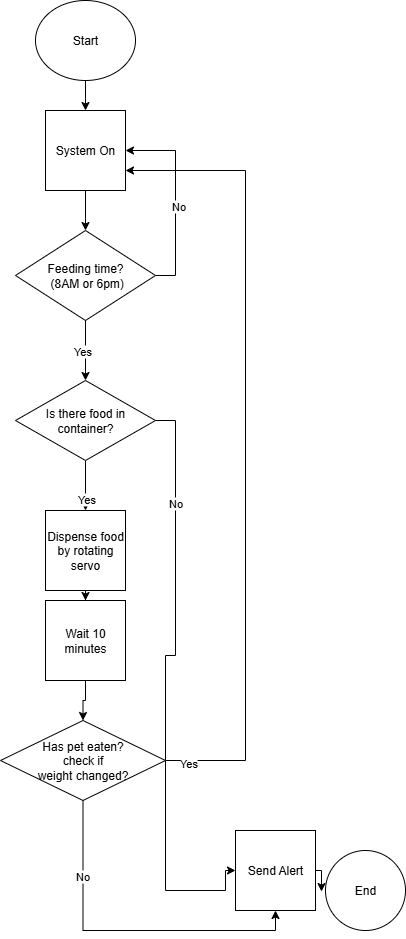 Start
System On
No
Feeding time?
(8AM or 6pm)
Yes
Is there food in
container?
Yes
No
Dispense food
by rotating
servo
Wait 10
minutes
Has pet eaten?
check if
weight changed?
Yes
No
Send Alert
End